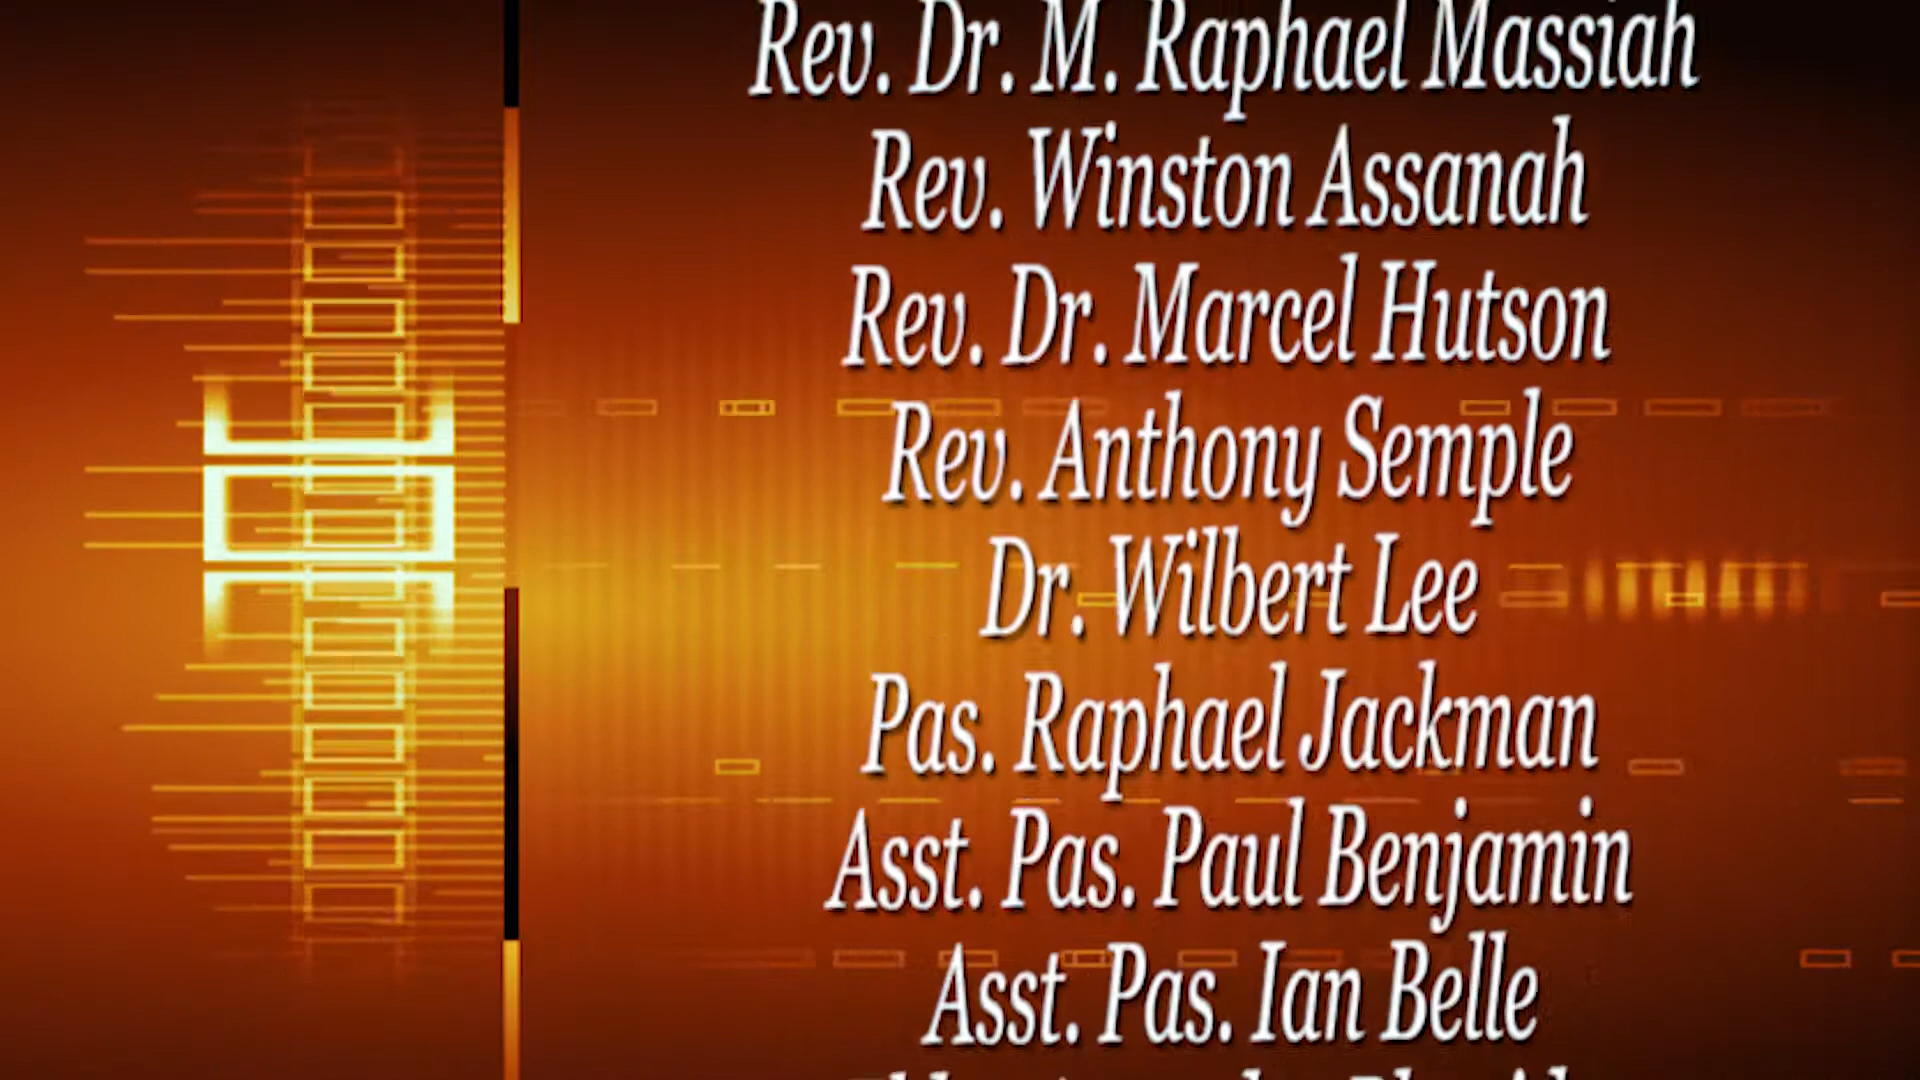 Rev. Dr. M. Raphael Massiah
Rev. Winston Assanah
Rev. Dr. Marcel Hutson
Rev. Anthony Semple
Dr. Wilbert Lee
Pas. Raphael Jackman
Asst. Pas. Paul Benjamin
Asst. Pas. Ian Belle